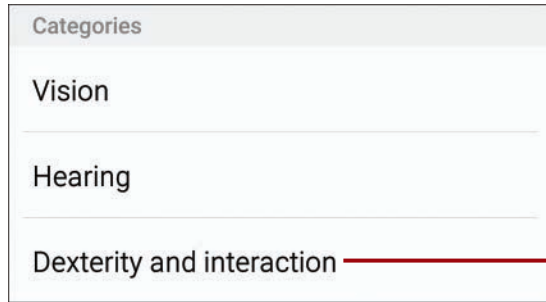 Categories
Vision
Hearing
Dexterity and interaction